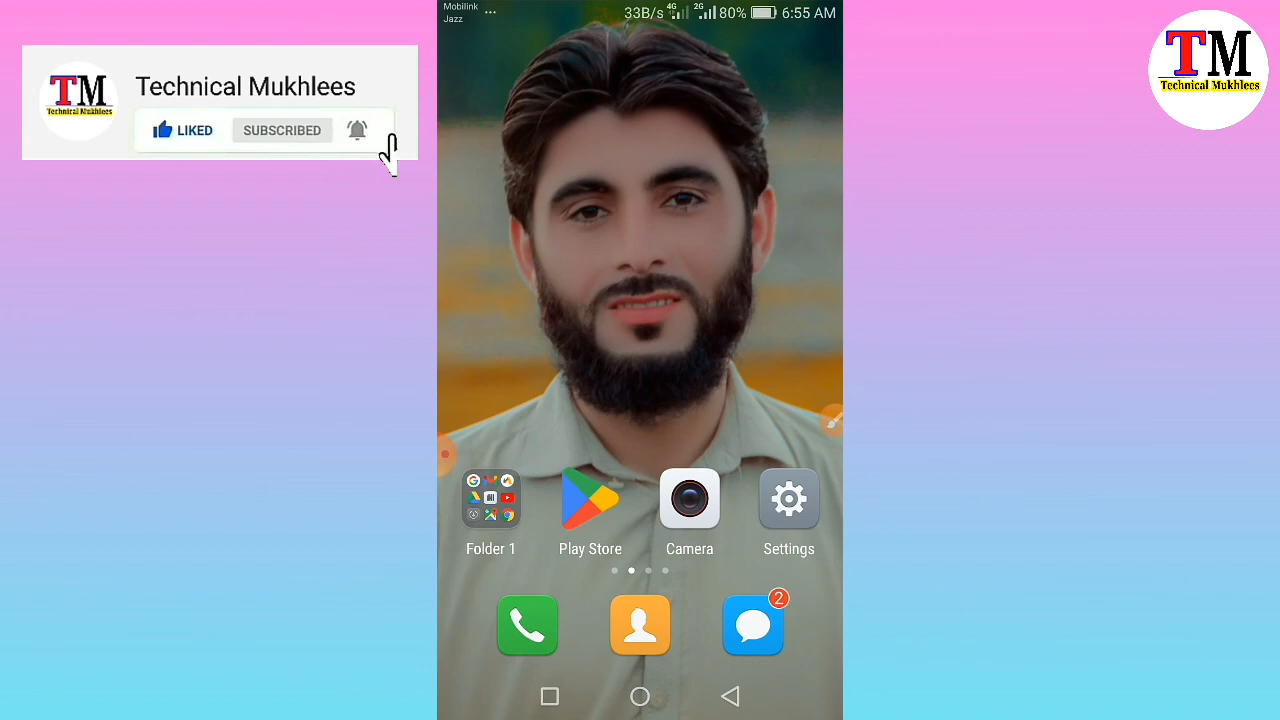 TM
Technical Mukhlees
Technical Mukhlees
LIKED
SUBSCRIBED
Mobilink
Jazz
...
33B/s
4G
2G
80%
6:55 AM
TM
Technical Mukhlees
Folder 1
Play Store
Camera
Settings
2